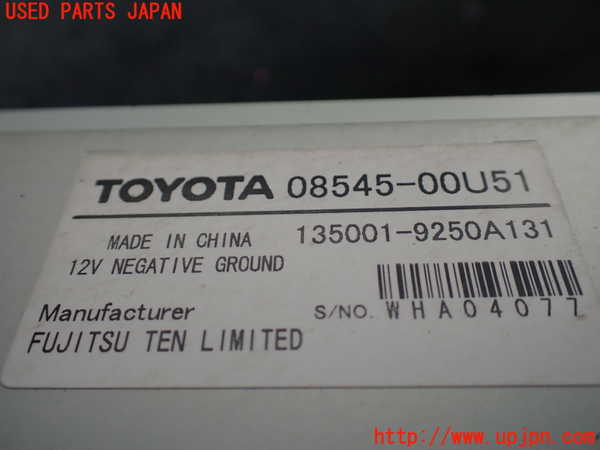 USED PARTS JAPAN
TOYOTA 08545-00U51
MADE IN CHINA 135001-9250A131
12V NEGATIVE GROUND
Manufacturer S/NO. WHA04077
FUJITSU TEN LIMITED
http://www.upjpn.com/